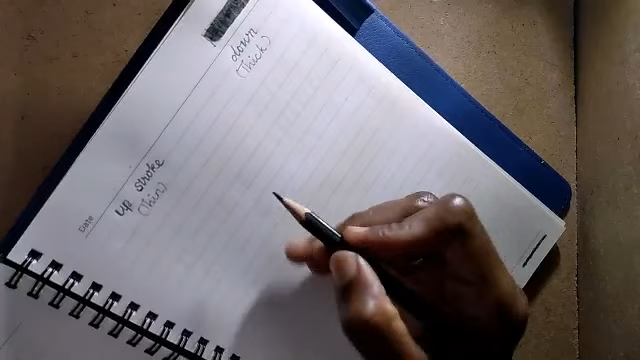 down
(Thick)
Date
up stroke
(Thin)